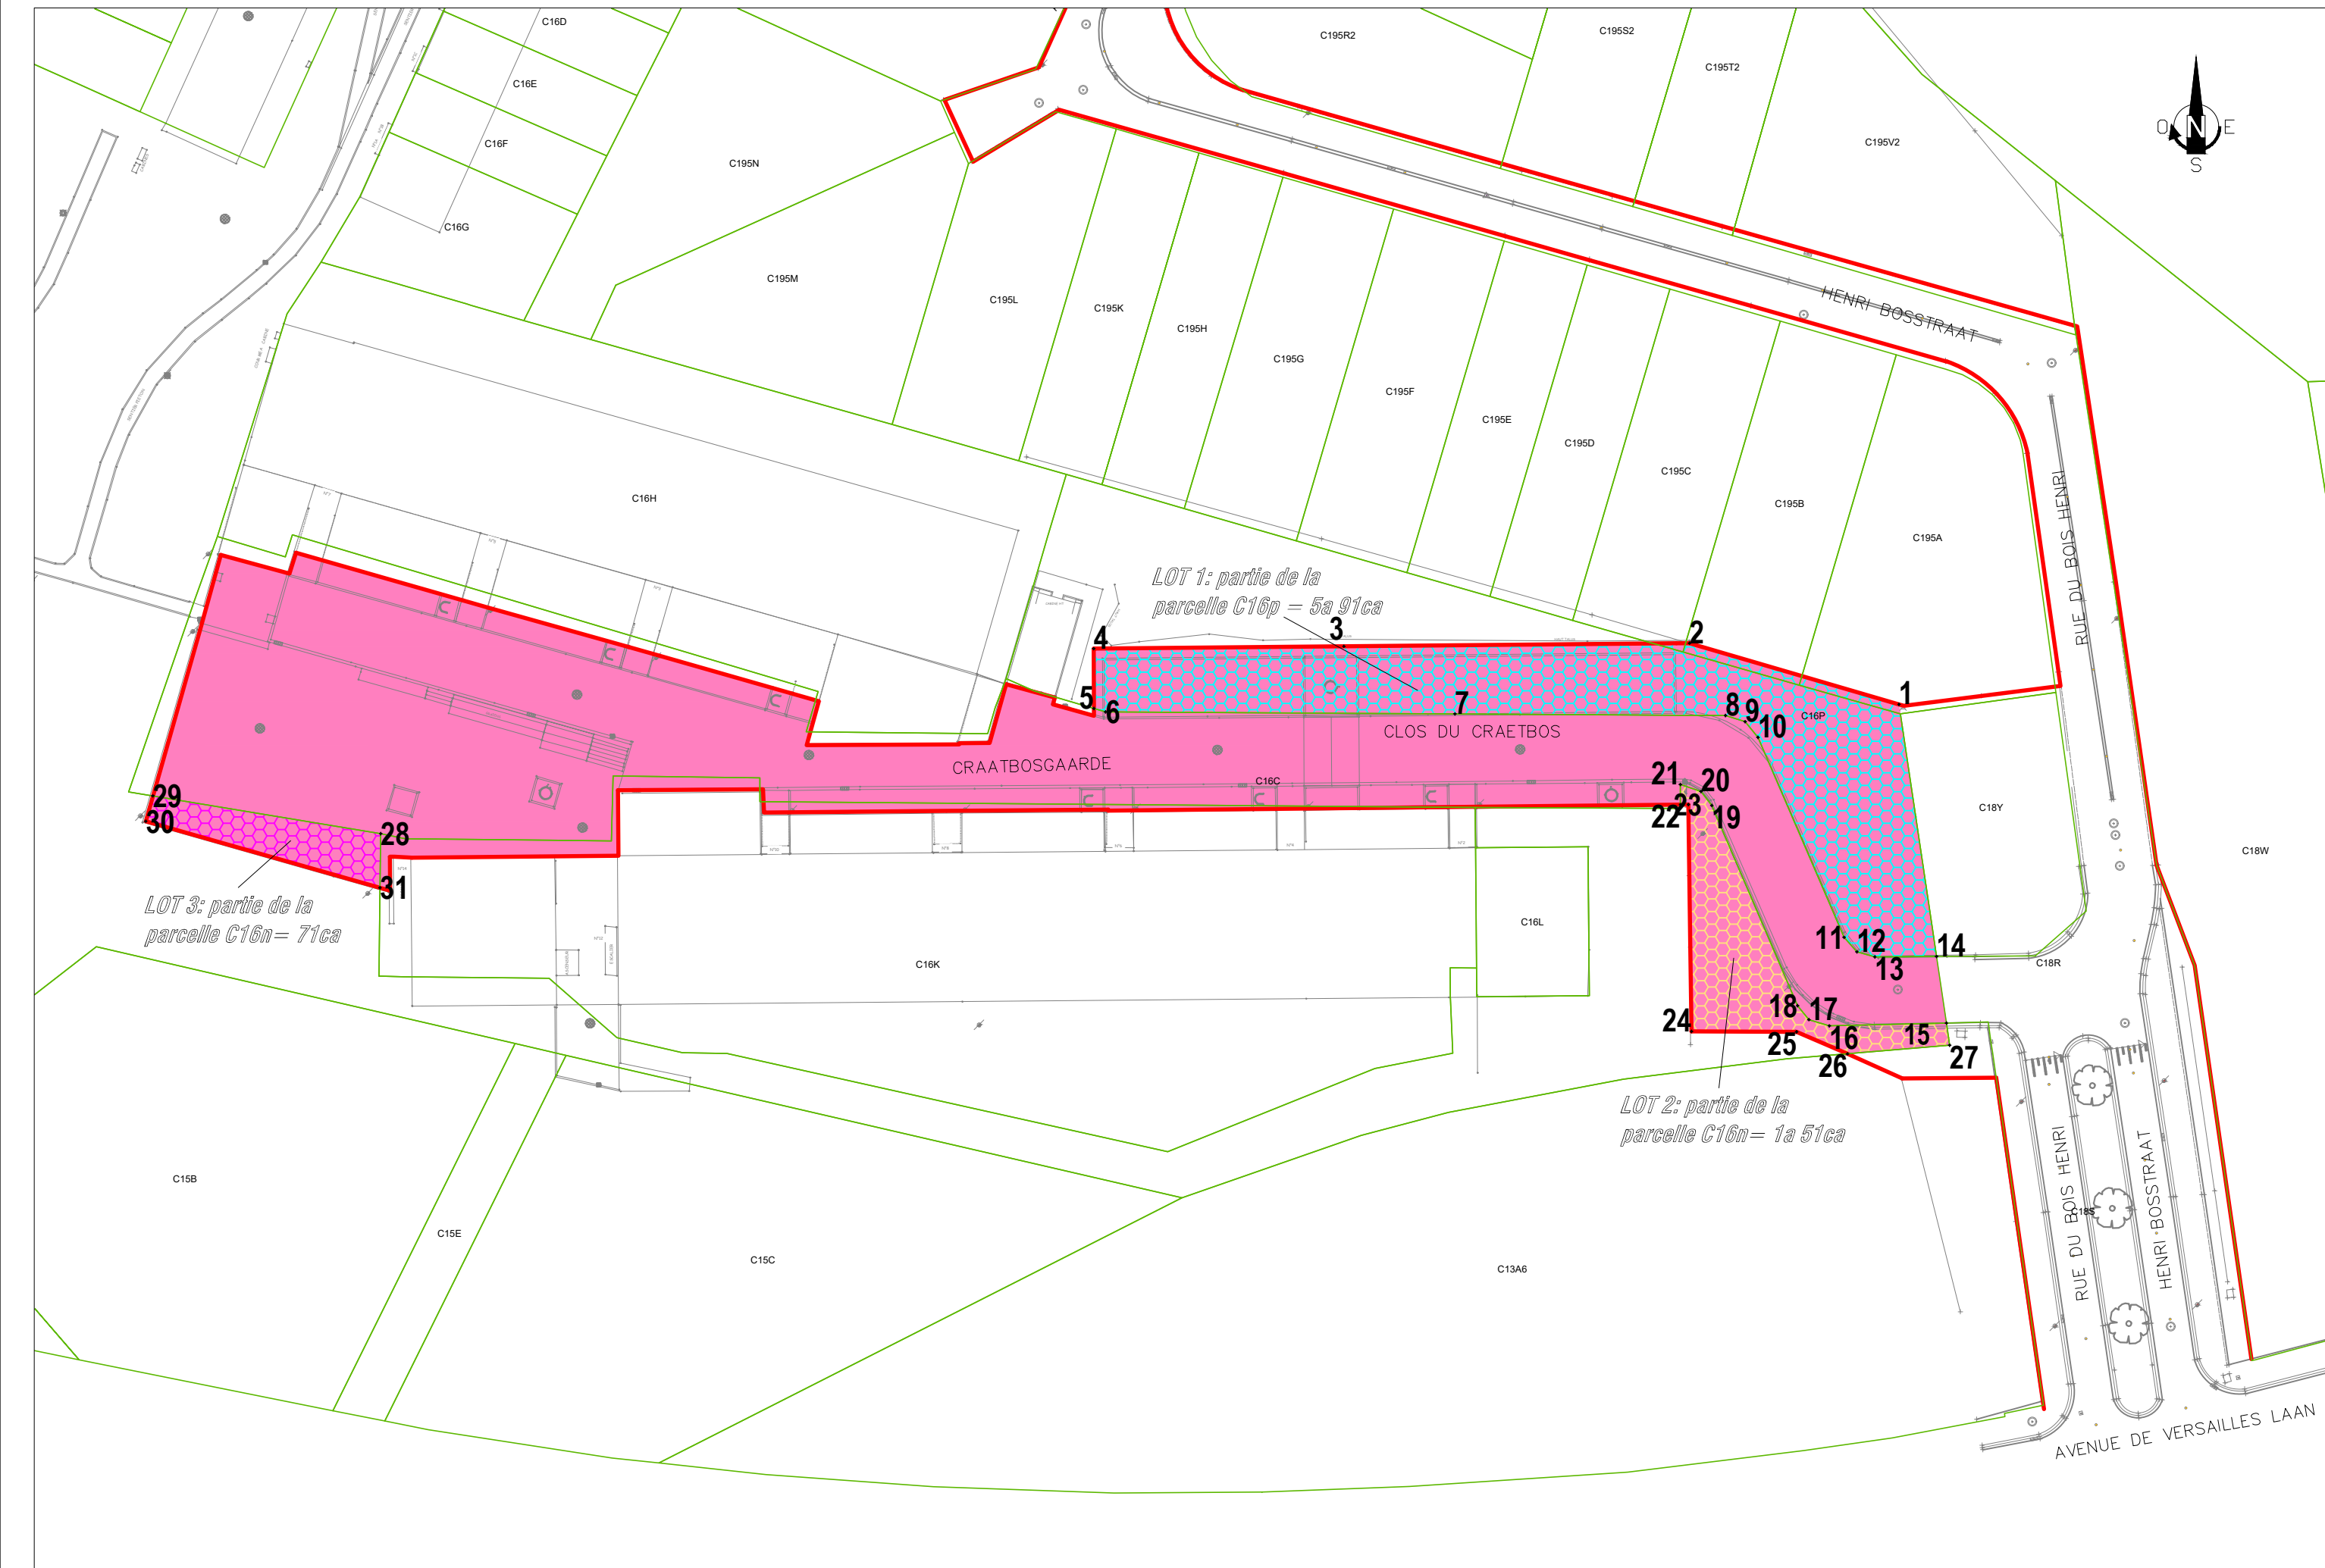 C16D
C195R2
C195S2
C195T2
C16E
C16F
C195N
C195V2
O N E
S
C16G
C195M
C195L
C195K
C195H
C195G
C195F
C195E
C195D
C195C
C195B
C195A
HENRI BOSSTRAAT
RUE DU BOIS HENRI
C16H
LOT 1: partie de la
parcelle C16p = 5a 91ca
1
2
3
4
5
6
7
8
9
10
C16P
CLOS DU CRAETBOS
CRAATBOSGAARDE
C16C
21
20
23
22
19
C18Y
C18W
29
30
28
31
LOT 3: partie de la
parcelle C16n= 71ca
C16L
C16K
11
12
13
14
C18R
18
17
24
25
16
15
26
27
LOT 2: partie de la
parcelle C16n= 1a 51ca
C15B
C15E
C15C
C13A6
C18S
RUE DU BOIS HENRI
HENRI BOSSTRAAT
AVENUE DE VERSAILLES LAAN